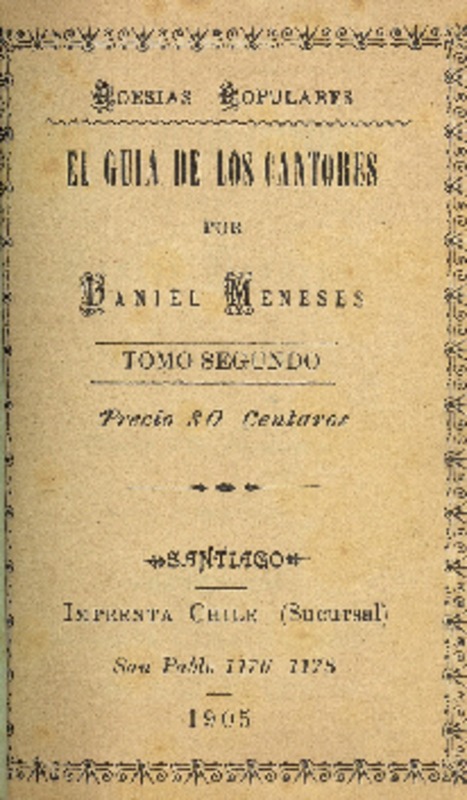 POESIAS POPULARES
EL GUIA DE LOS CANTORES
POR
DANIEL MENESES
TOMO SEGUNDO
Precio 30 Centavos
SANTIAGO
IMPRENTA CHILE (Sucursal)
San Pablo 1176 1178
1905